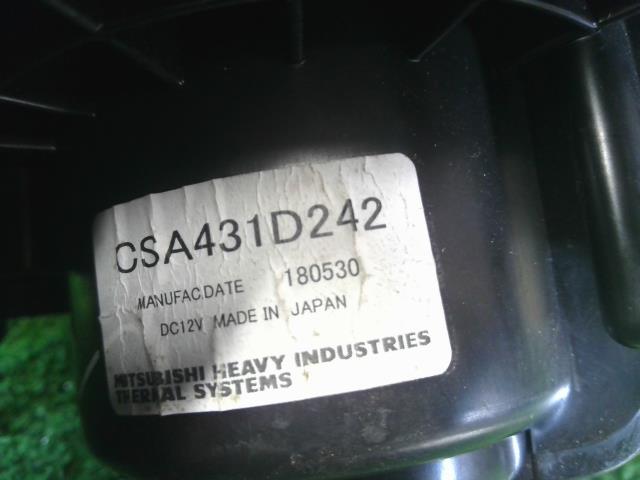 CSA431D242
MANUFAC.DATE 180530
DC12V MADE IN JAPAN
MITSUBISHI HEAVY INDUSTRIES
THERMAL SYSTEMS